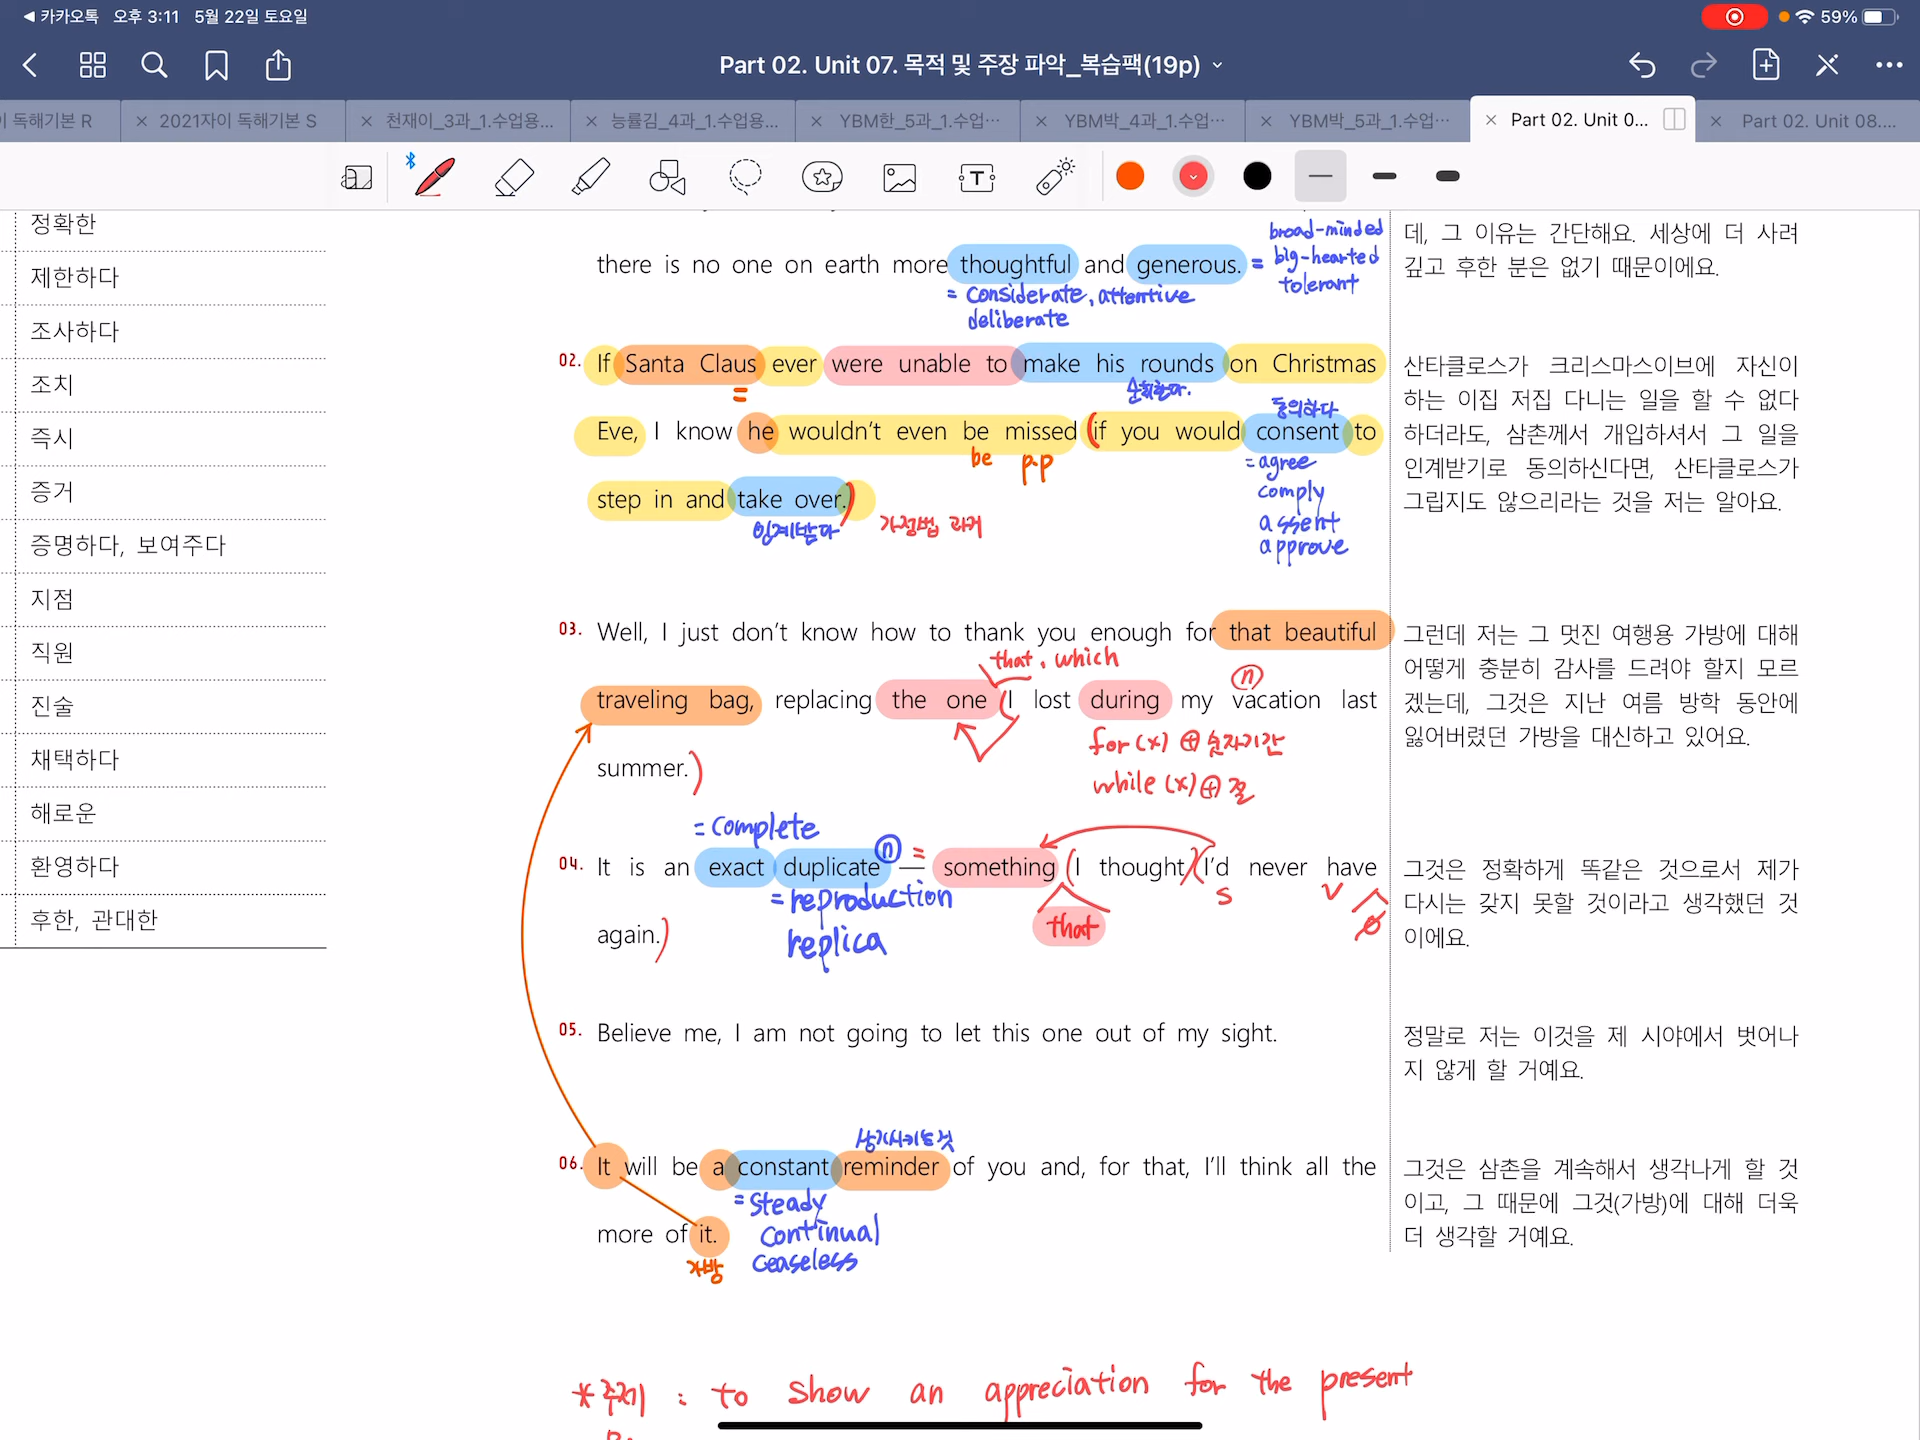 ◀ 카카오톡 오후 3:11 5월 22일 토요일
59%
Part 02. Unit 07. 목적 및 주장 파악_복습팩(19p)
| 독해기본 R
× 2021자이 독해기본 S
× 천재이_3과_1.수업용...
× 능률김_4과_1.수업용...
× YBM한_5과_1.수업...
× YBM박_4과_1.수업...
× YBM박_5과_1.수업...
× Part 02. Unit 0...
× Part 02. Unit 08....
정확한
제한하다
조사하다
조치
즉시
증거
증명하다, 보여주다
지점
직원
진술
채택하다
해로운
환영하다
후한, 관대한
there is no one on earth more thoughtful and generous.
= broad-minded
big-hearted
tolerant
= considerate, attentive
deliberate
데, 그 이유는 간단해요. 세상에 더 사려
깊고 후한 분은 없기 때문이에요.
02. If Santa Claus ever were unable to make his rounds on Christmas
=
순회한다.
동의하다
Eve, I know he wouldn't even be missed (if you would consent to
be p.p
= agree
comply
assent
approve
step in and take over.)
인계받다
가정법 과거
산타클로스가 크리스마스이브에 자신이
하는 이집 저집 다니는 일을 할 수 없다
하더라도, 삼촌께서 개입하셔서 그 일을
인계받기로 동의하신다면, 산타클로스가
그립지도 않으리라는 것을 저는 알아요.
03. Well, I just don't know how to thank you enough for that beautiful
that, which
n
traveling bag, replacing the one (I lost during my vacation last
for (x) ⊕ 숫자기간
while (x) ⊕ 절
summer.)
그런데 저는 그 멋진 여행용 가방에 대해
어떻게 충분히 감사를 드려야 할지 모르
겠는데, 그것은 지난 여름 방학 동안에
잃어버렸던 가방을 대신하고 있어요.
= complete
n
04. It is an exact duplicate — = something (I thought) (I'd never have
= reproduction
replica
that
S
V
ø
again.)
그것은 정확하게 똑같은 것으로서 제가
다시는 갖지 못할 것이라고 생각했던 것
이에요.
05. Believe me, I am not going to let this one out of my sight.
정말로 저는 이것을 제 시야에서 벗어나
지 않게 할 거예요.
상기시키는 것
06. It will be a constant reminder of you and, for that, I'll think all the
= steady
continual
ceaseless
more of it.
가방
그것은 삼촌을 계속해서 생각나게 할 것
이고, 그 때문에 그것(가방)에 대해 더욱
더 생각할 거예요.
* 주제 : to show an appreciation for the present